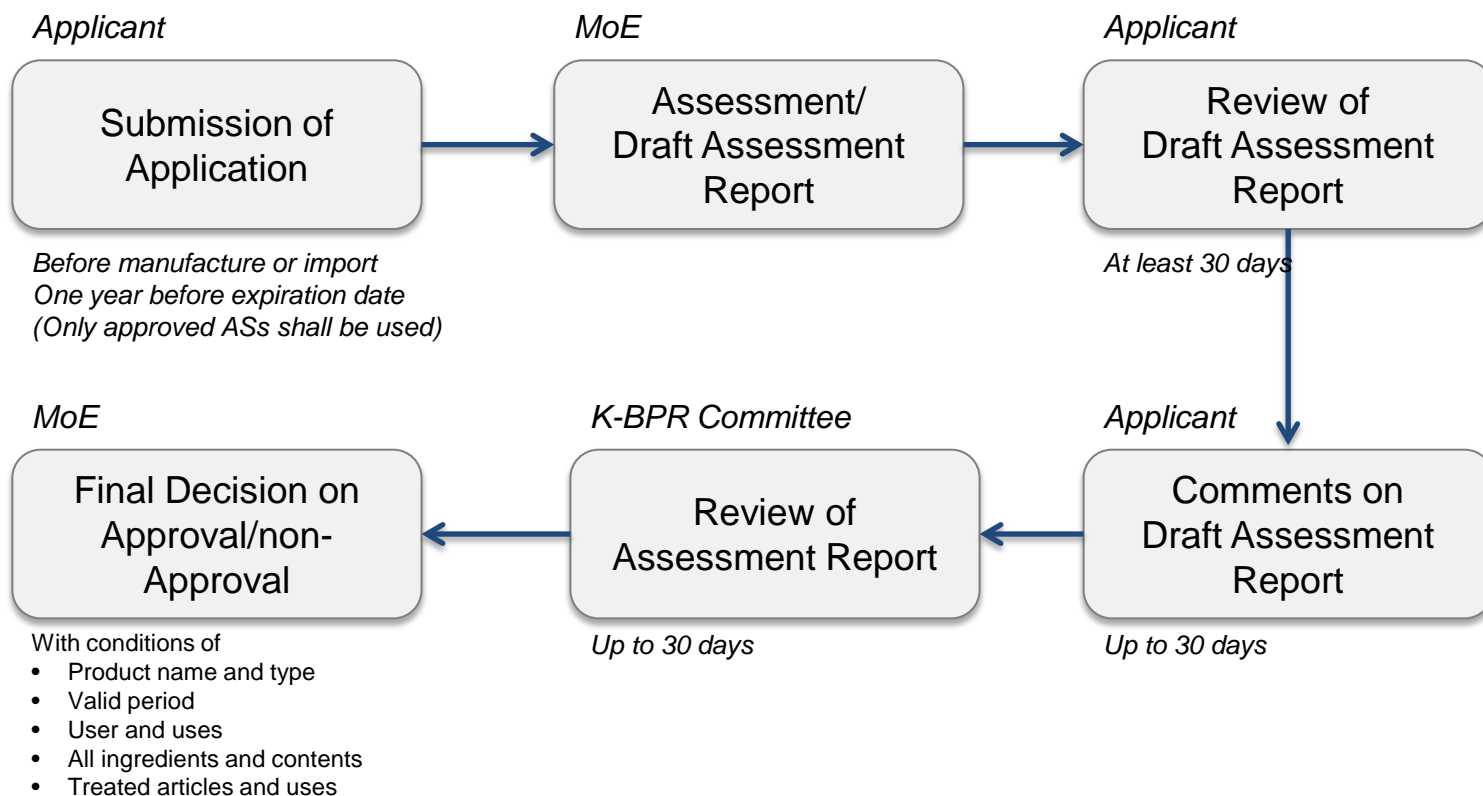 Applicant
Submission of
Application
Before manufacture or import
One year before expiration date
(Only approved ASs shall be used)
MoE
Assessment/
Draft Assessment
Report
Applicant
Review of
Draft Assessment
Report
At least 30 days
Applicant
Comments on
Draft Assessment
Report
Up to 30 days
K-BPR Committee
Review of
Assessment Report
Up to 30 days
MoE
Final Decision on
Approval/non-
Approval
With conditions of
• Product name and type
• Valid period
• User and uses
• All ingredients and contents
• Treated articles and uses